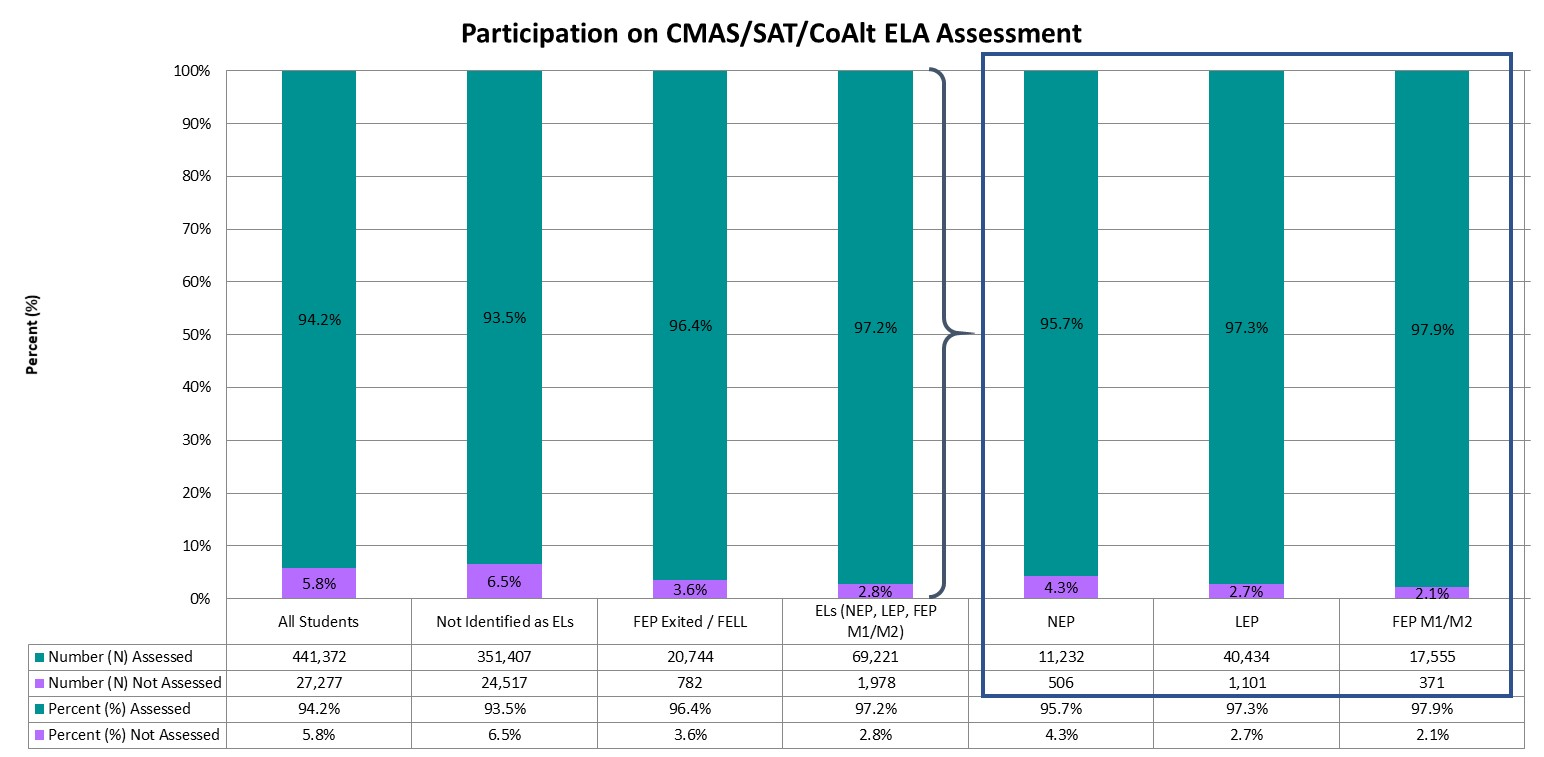 Participation on CMAS/SAT/CoAlt ELA Assessment
Percent (%)
100%
90%
80%
70%
60%
50%
40%
30%
20%
10%
0%
94.2% 93.5% 96.4% 97.2% 95.7% 97.3% 97.9%
5.8% 6.5% 3.6% 2.8% 4.3% 2.7% 2.1%
All Students Not Identified as ELs FEP Exited / FELL ELs (NEP, LEP, FEP M1/M2) NEP LEP FEP M1/M2
Number (N) Assessed 441,372 351,407 20,744 69,221 11,232 40,434 17,555
Number (N) Not Assessed 27,277 24,517 782 1,978 506 1,101 371
Percent (%) Assessed 94.2% 93.5% 96.4% 97.2% 95.7% 97.3% 97.9%
Percent (%) Not Assessed 5.8% 6.5% 3.6% 2.8% 4.3% 2.7% 2.1%